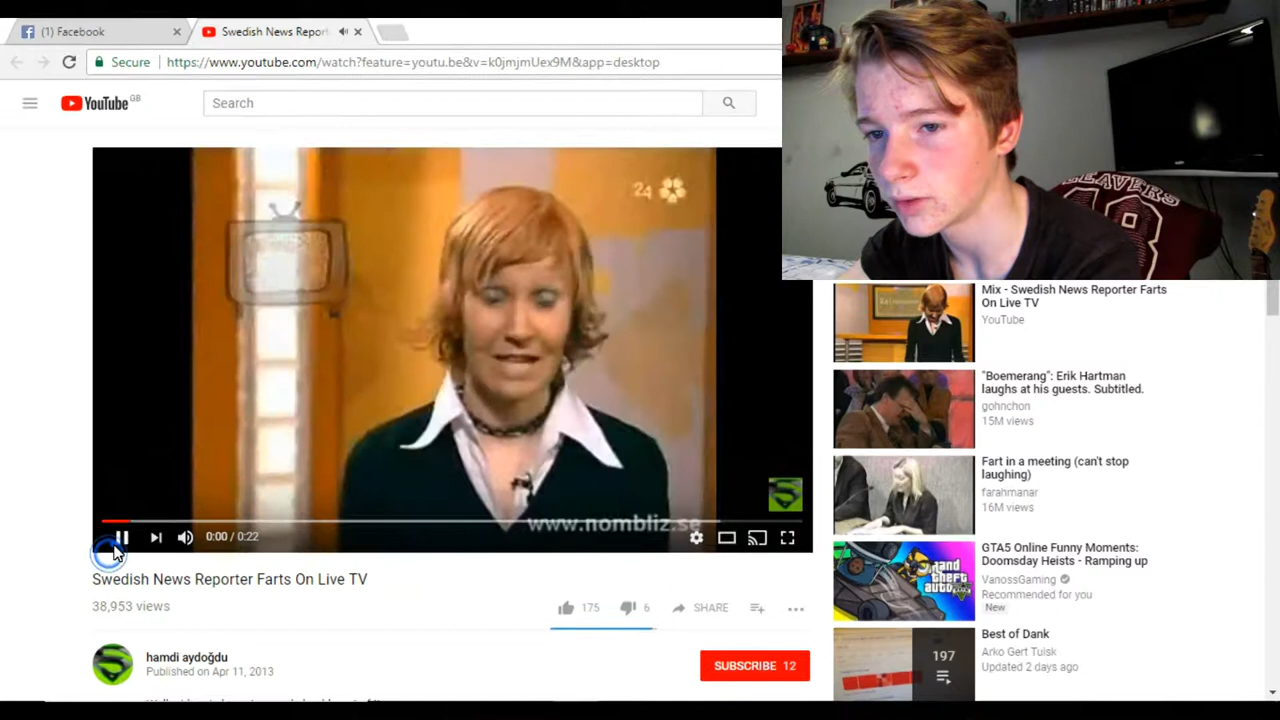 (1) Facebook
Swedish News Repor
Secure
https://www.youtube.com/watch?feature=youtu.be&v=k0jmjmUex9M&app=desktop
YouTube GB
Search
24
www.nombliz.se
0:00 / 0:22
Swedish News Reporter Farts On Live TV
38,953 views
175
6
SHARE
hamdi aydoğdu
Published on Apr 11, 2013
SUBSCRIBE 12
LEAVERS
18
Mix - Swedish News Reporter Farts
On Live TV
YouTube
"Boemerang": Erik Hartman
laughs at his guests. Subtitled.
gohnchon
15M views
Fart in a meeting (can't stop
laughing)
farahmanar
16M views
GTA5 Online Funny Moments:
Doomsday Heists - Ramping up
VanossGaming
Recommended for you
New
Best of Dank
Arko Gert Tuisk
Updated 2 days ago
197